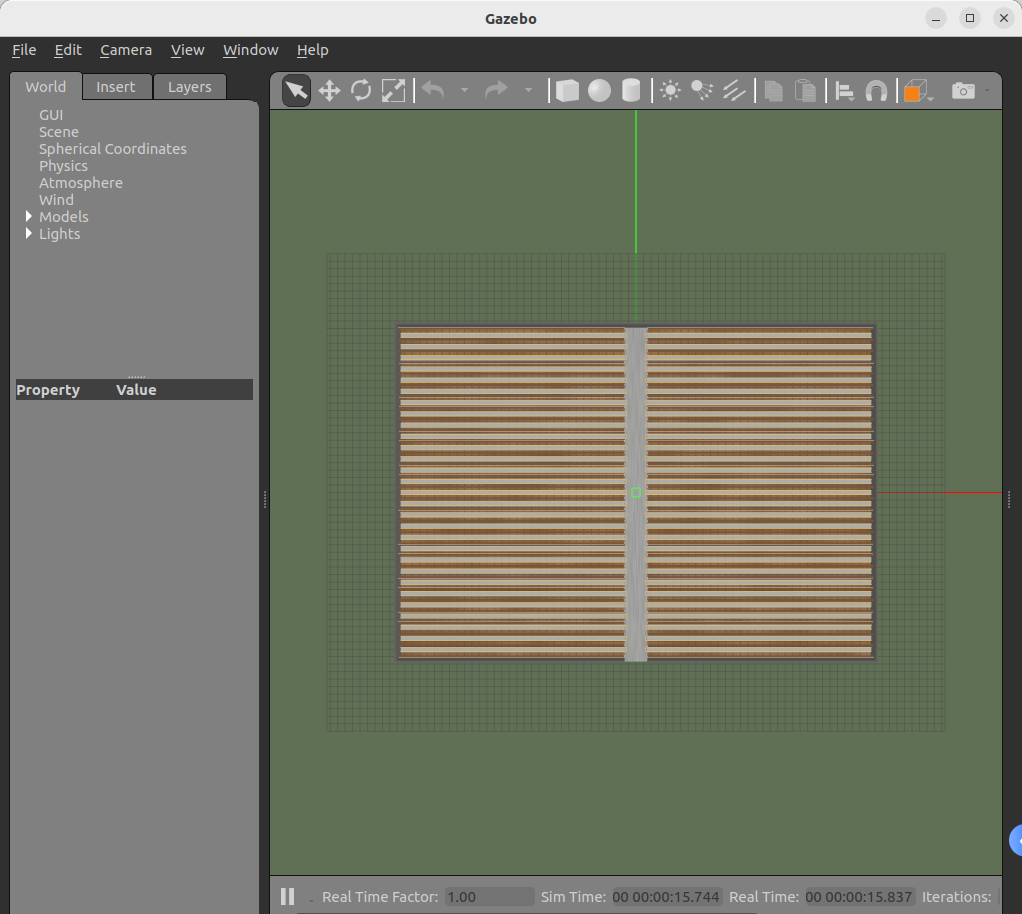 Gazebo
File Edit Camera View Window Help
World Insert Layers
GUI
Scene
Spherical Coordinates
Physics
Atmosphere
Wind
Models
Lights
Property Value
Real Time Factor: 1.00 Sim Time: 00 00:00:15.744 Real Time: 00 00:00:15.837 Iterations: